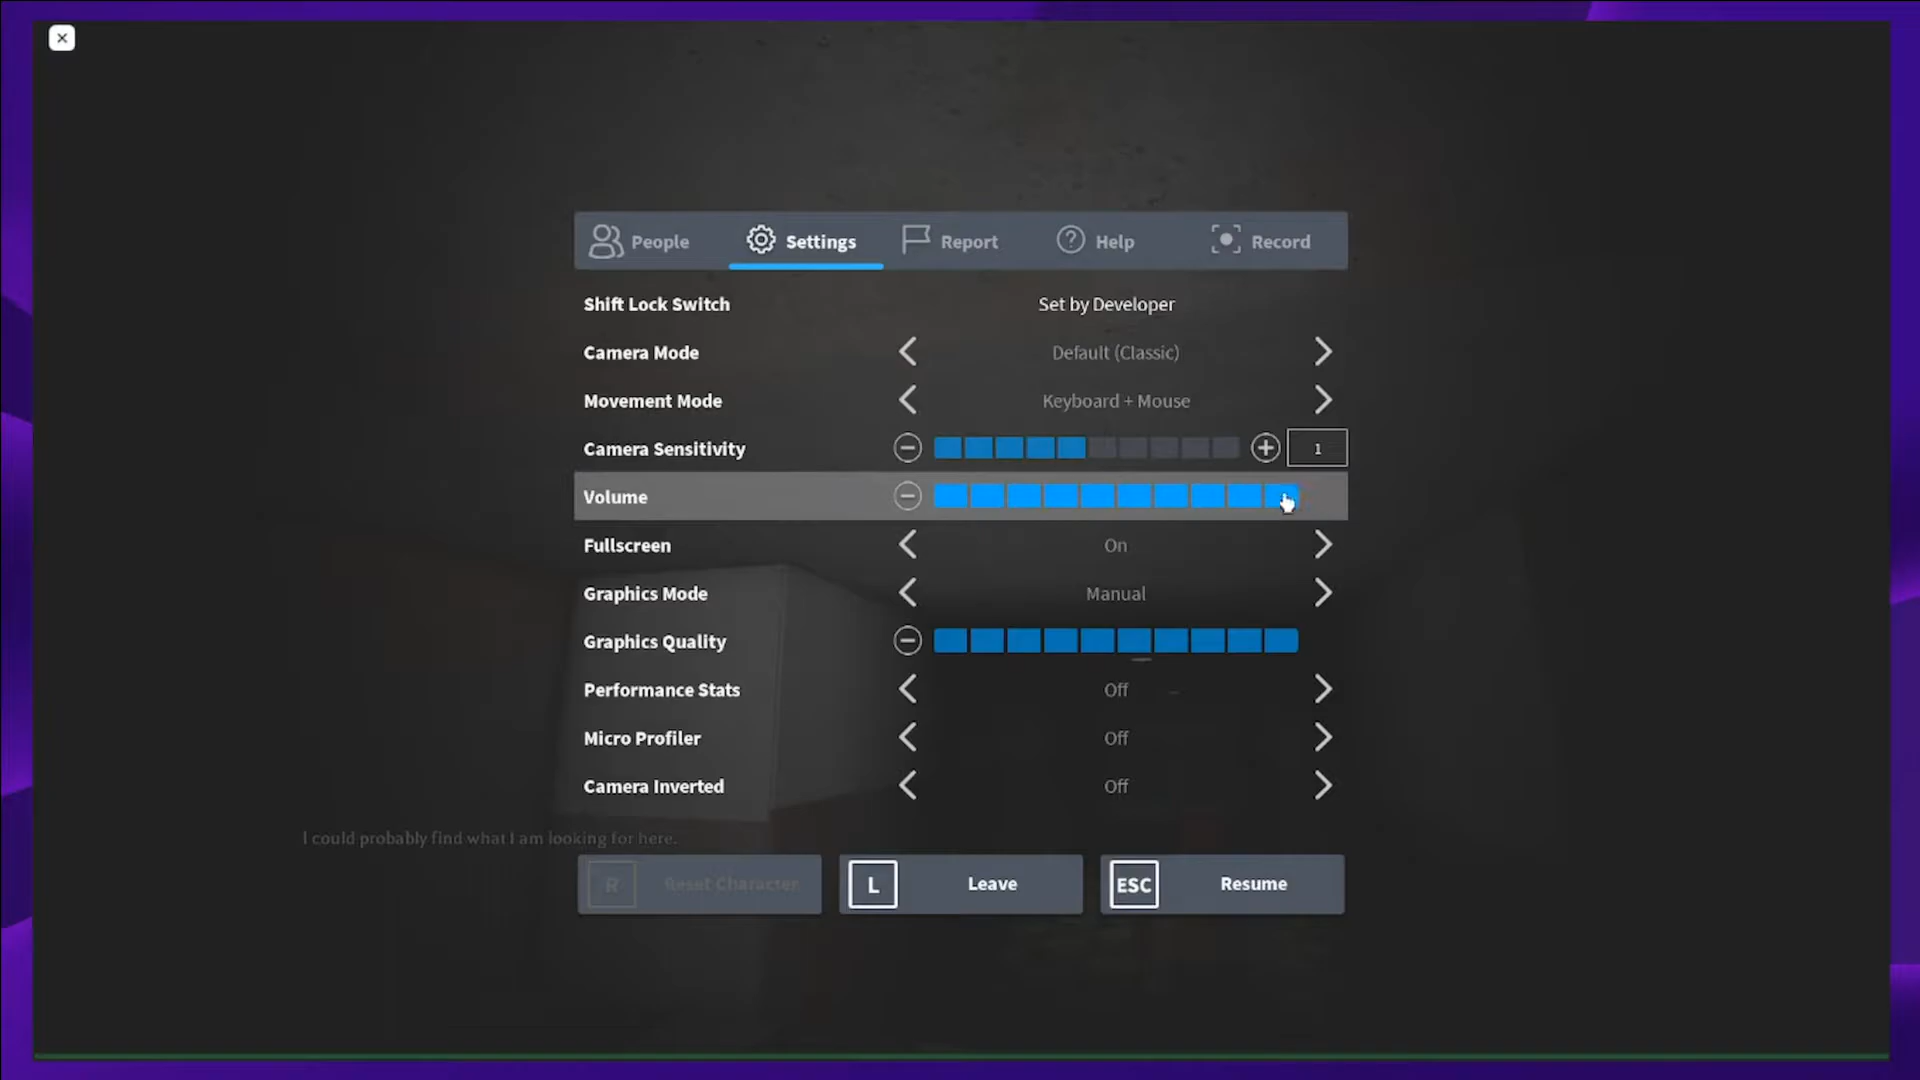 People Settings Report Help Record
Shift Lock Switch Set by Developer
Camera Mode Default (Classic)
Movement Mode Keyboard + Mouse
Camera Sensitivity 1
Volume
Fullscreen On
Graphics Mode Manual
Graphics Quality
Performance Stats Off
Micro Profiler Off
Camera Inverted Off
I could probably find what I am looking for here.
R Reset Character L Leave ESC Resume